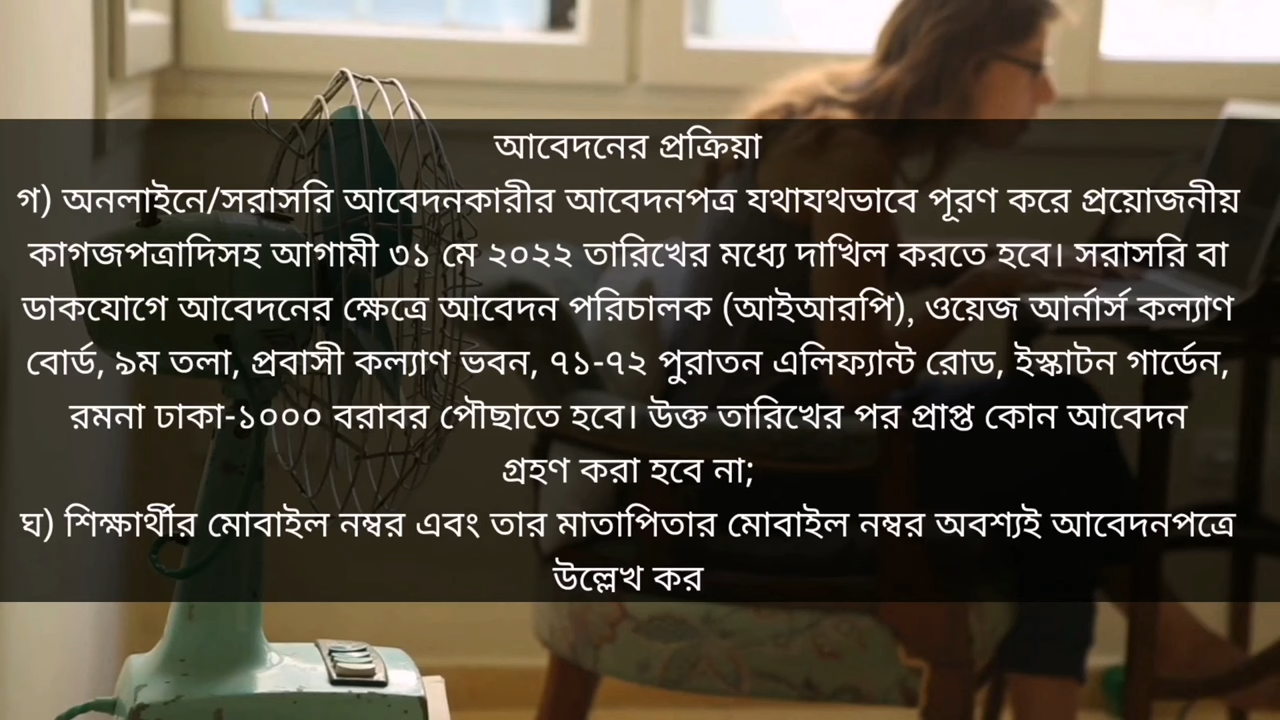 আবেদনের প্রক্রিয়া
গ) অনলাইনে/সরাসরি আবেদনকারীর আবেদনপত্র যথাযথভাবে পূরণ করে প্রয়োজনীয়
কাগজপত্রাদিসহ আগামী ৩১ মে ২০২২ তারিখের মধ্যে দাখিল করতে হবে। সরাসরি বা
ডাকযোগে আবেদনের ক্ষেত্রে আবেদন পরিচালক (আইআরপি), ওয়েজ আর্নার্স কল্যাণ
বোর্ড, ৯ম তলা, প্রবাসী কল্যাণ ভবন, ৭১-৭২ পুরাতন এলিফ্যান্ট রোড, ইস্কাটন গার্ডেন,
রমনা ঢাকা-১০০০ বরাবর পৌছাতে হবে। উক্ত তারিখের পর প্রাপ্ত কোন আবেদন
গ্রহণ করা হবে না;
ঘ) শিক্ষার্থীর মোবাইল নম্বর এবং তার মাতাপিতার মোবাইল নম্বর অবশ্যই আবেদনপত্রে
উল্লেখ কর